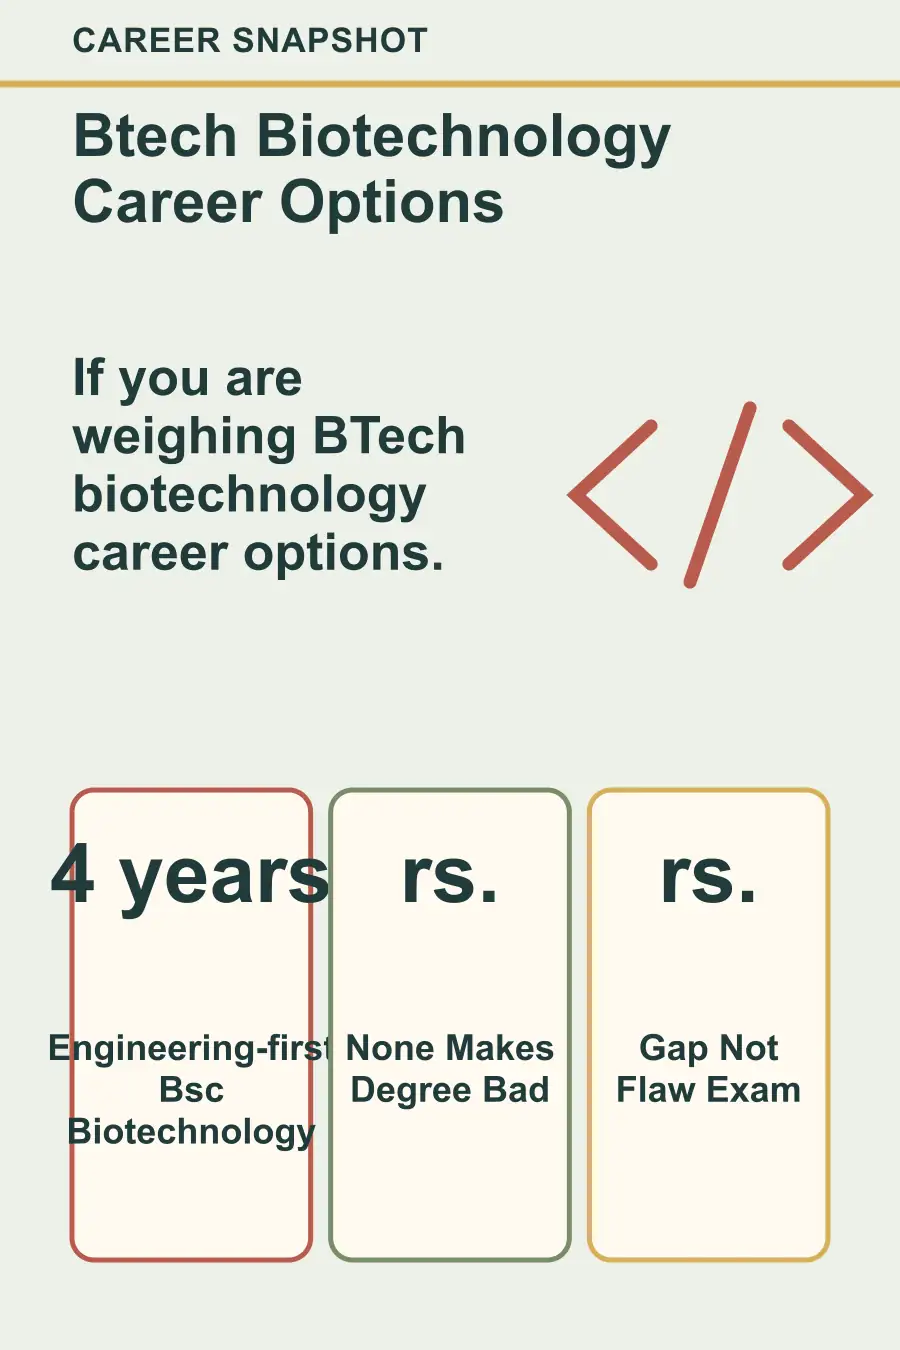 CAREER SNAPSHOT
Btech Biotechnology
Career Options
If you are
weighing BTech
biotechnology
career options.
4 years
Engineering-first
Bsc
Biotechnology
rs.
None Makes
Degree Bad
rs.
Gap Not
Flaw Exam